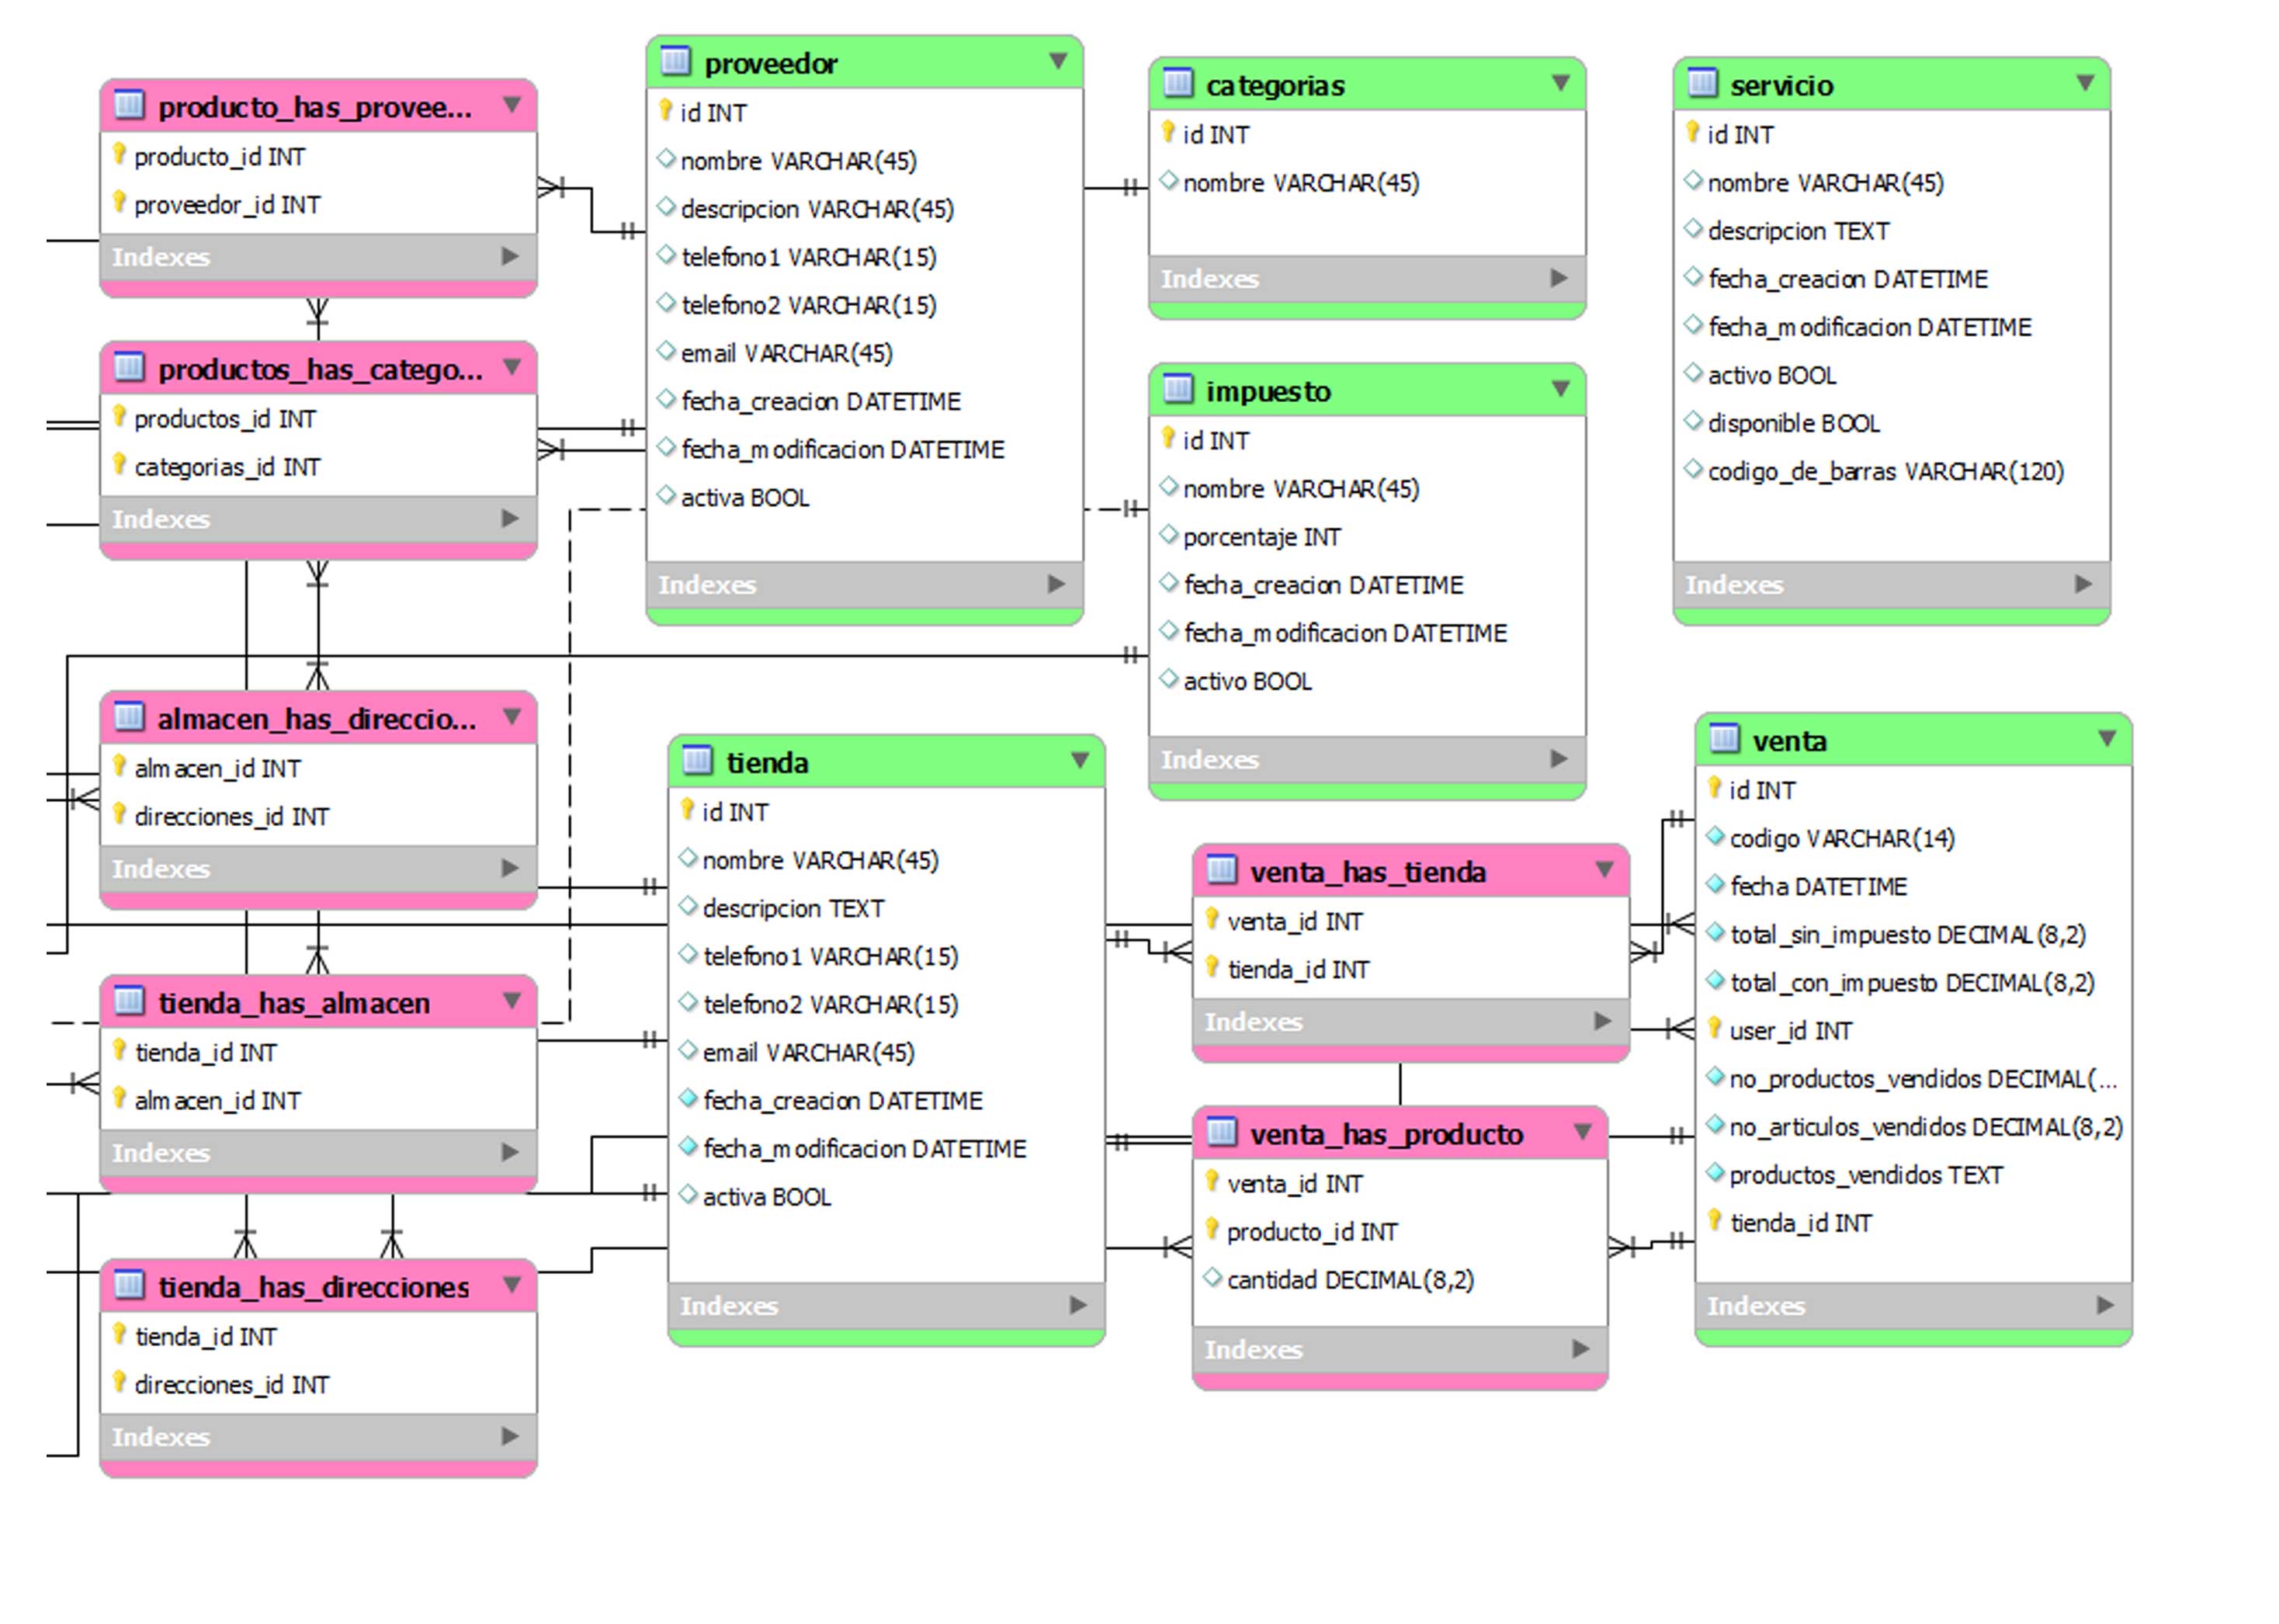 producto_has_provee...
producto_id INT
proveedor_id INT
Indexes
productos_has_catego...
productos_id INT
categorias_id INT
Indexes
almacen_has_direccio...
almacen_id INT
direcciones_id INT
Indexes
tienda_has_almacen
tienda_id INT
almacen_id INT
Indexes
tienda_has_direcciones
tienda_id INT
direcciones_id INT
Indexes
proveedor
id INT
nombre VARCHAR(45)
descripcion VARCHAR(45)
telefono1 VARCHAR(15)
telefono2 VARCHAR(15)
email VARCHAR(45)
fecha_creacion DATETIME
fecha_modificacion DATETIME
activa BOOL
Indexes
tienda
id INT
nombre VARCHAR(45)
descripcion TEXT
telefono1 VARCHAR(15)
telefono2 VARCHAR(15)
email VARCHAR(45)
fecha_creacion DATETIME
fecha_modificacion DATETIME
activa BOOL
Indexes
categorias
id INT
nombre VARCHAR(45)
Indexes
impuesto
id INT
nombre VARCHAR(45)
porcentaje INT
fecha_creacion DATETIME
fecha_modificacion DATETIME
activo BOOL
Indexes
venta_has_tienda
venta_id INT
tienda_id INT
Indexes
venta_has_producto
venta_id INT
producto_id INT
cantidad DECIMAL(8,2)
Indexes
servicio
id INT
nombre VARCHAR(45)
descripcion TEXT
fecha_creacion DATETIME
fecha_modificacion DATETIME
activo BOOL
disponible BOOL
codigo_de_barras VARCHAR(120)
Indexes
venta
id INT
codigo VARCHAR(14)
fecha DATETIME
total_sin_impuesto DECIMAL(8,2)
total_con_impuesto DECIMAL(8,2)
user_id INT
no_productos_vendidos DECIMAL(...
no_articulos_vendidos DECIMAL(8,2)
productos_vendidos TEXT
tienda_id INT
Indexes